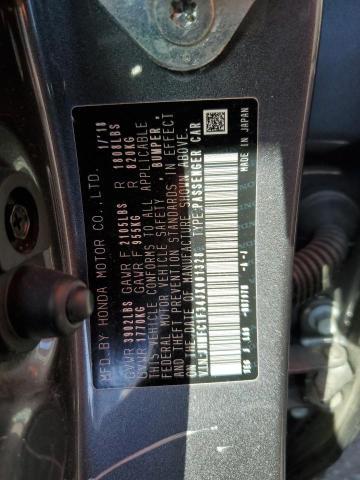 MFD.BY HONDA MOTOR CO.,LTD. 1/'18
GVWR 3902LBS GAWR F 2105LBS R 1808LBS
GVWR 1770KG GAWR F 955KG R 820KG
THIS VEHICLE CONFORMS TO ALL APPLICABLE
FEDERAL MOTOR VEHICLE SAFETY, BUMPER, AND
THEFT PREVENTION STANDARDS IN EFFECT
ON THE DATE OF MANUFACTURE SHOWN ABOVE.
TYPE:PASSENGER CAR
MADE IN JAPAN